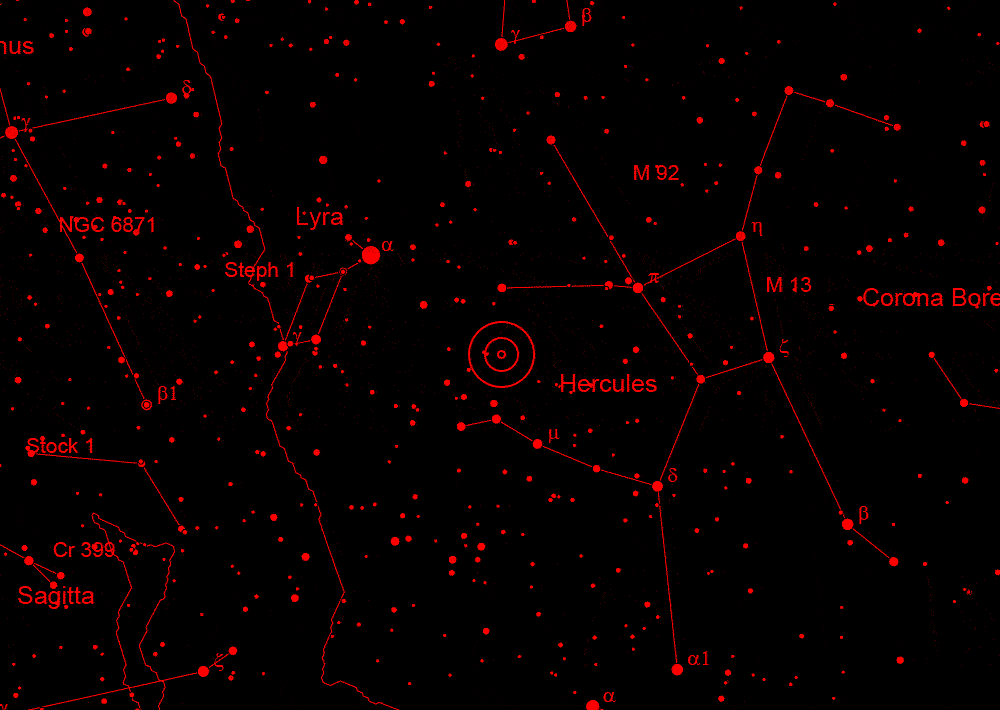 β
γ
nus
δ
γ
M 92
Lyra
NGC 6871
η
α
Steph 1
π
M 13
Corona Bore
γ
ζ
Hercules
β1
μ
Stock 1
δ
β
Cr 399
Sagitta
ζ
α1
α
γ